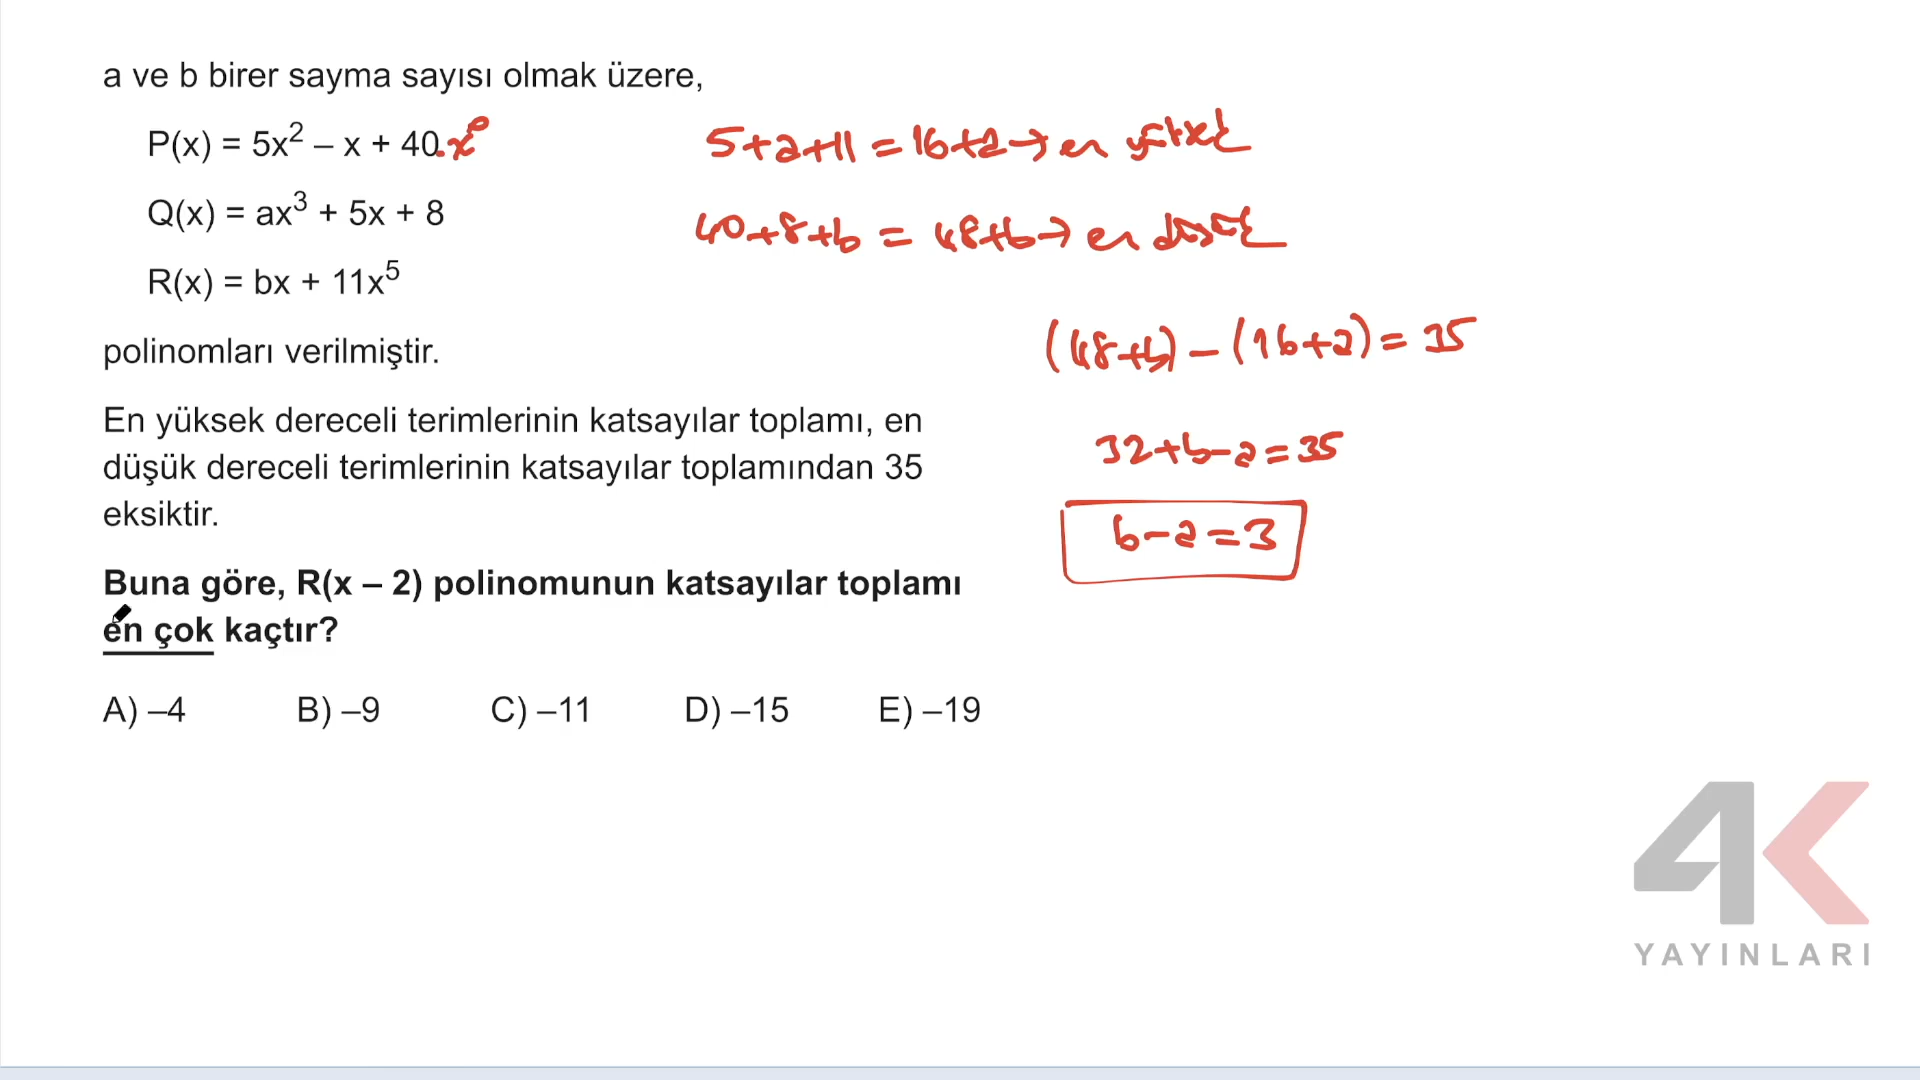 a ve b birer sayma sayısı olmak üzere,
P(x) = 5x² – x + 40.x⁰
Q(x) = ax³ + 5x + 8
R(x) = bx + 11x⁵
polinomları verilmiştir.
En yüksek dereceli terimlerinin katsayılar toplamı, en
düşük dereceli terimlerinin katsayılar toplamından 35
eksiktir.
Buna göre, R(x – 2) polinomunun katsayılar toplamı
en çok kaçtır?
A) –4 B) –9 C) –11 D) –15 E) –19
5+a+11 = 16+a → en yüksek
40+8+b = 48+b → en düşük
(48+b) – (16+a) = 35
32+b–a = 35
b–a = 3
4K
YAYINLARI